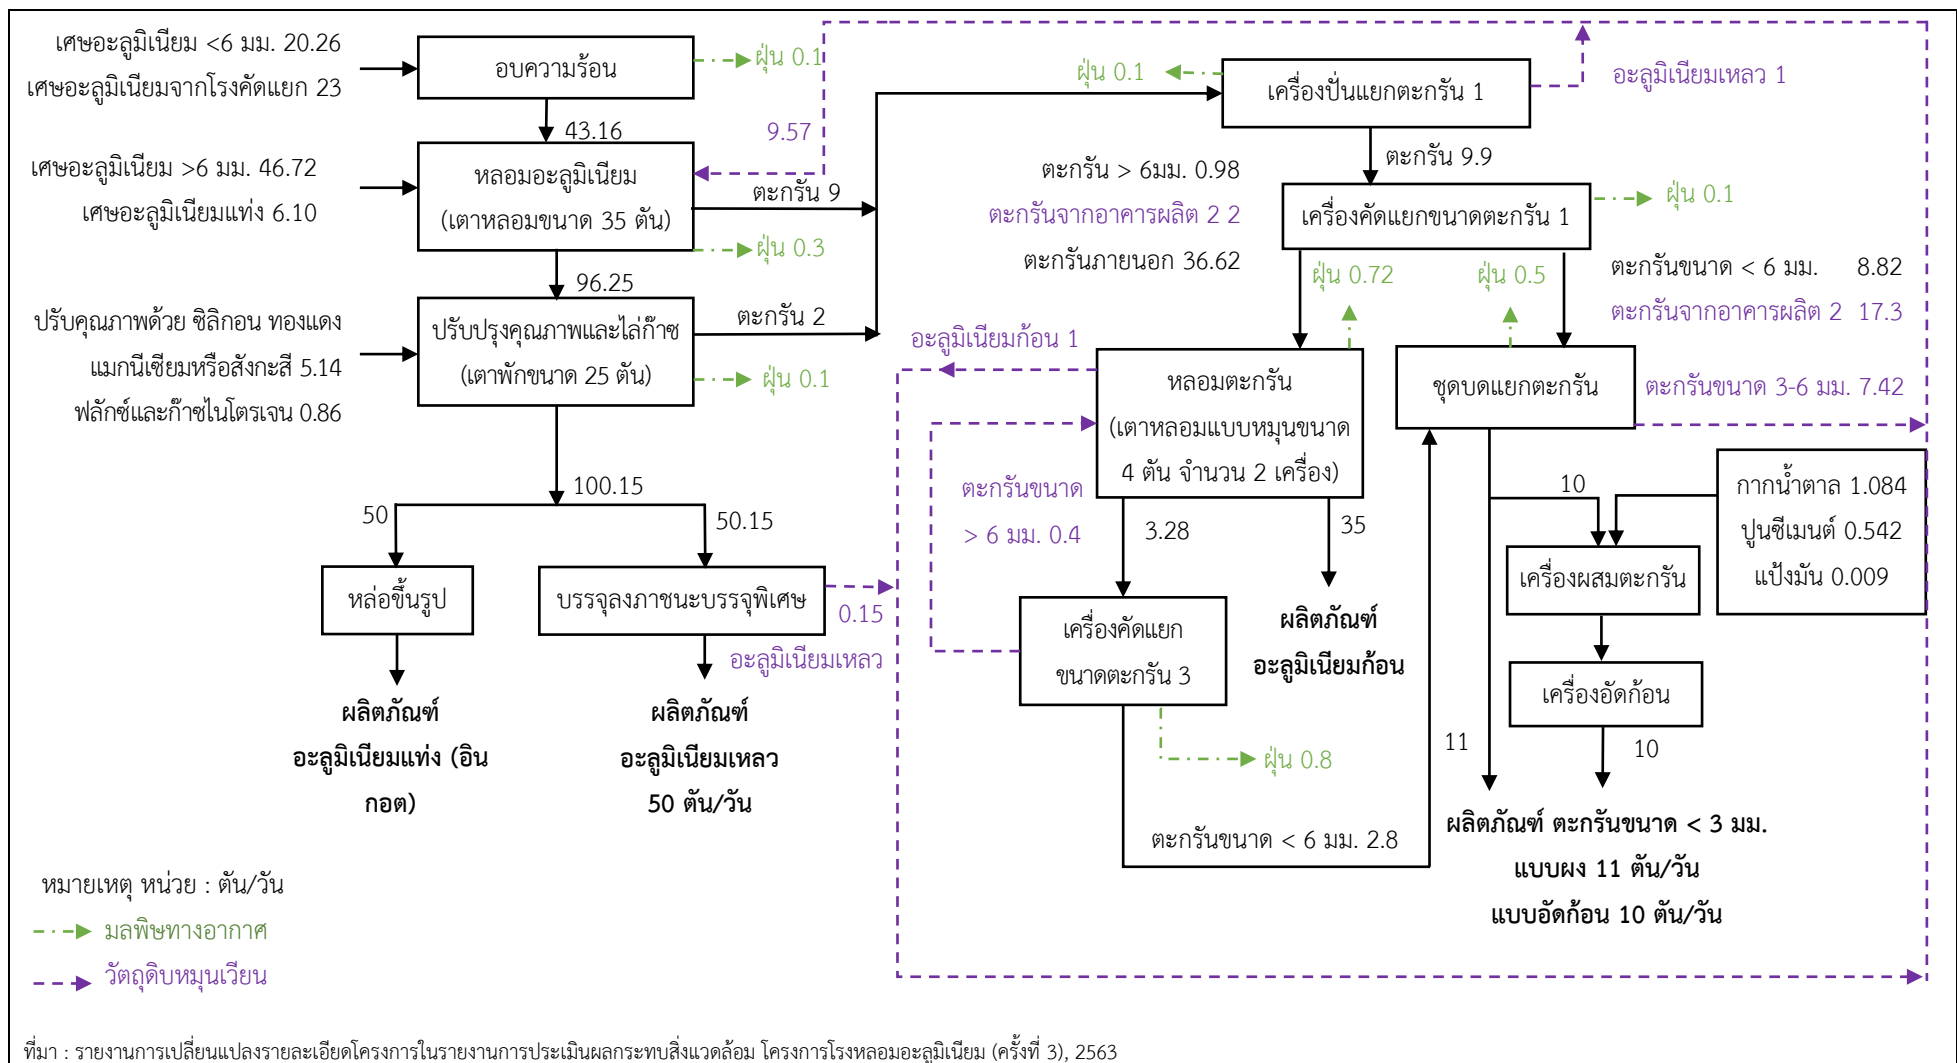 เศษอะลูมิเนียม <6 มม. 20.26
เศษอะลูมิเนียมจากโรงคัดแยก 23
อบความร้อน
ฝุ่น 0.1
43.16
9.57
เศษอะลูมิเนียม >6 มม. 46.72
เศษอะลูมิเนียมแท่ง 6.10
หลอมอะลูมิเนียม
(เตาหลอมขนาด 35 ตัน)
ตะกรัน 9
ฝุ่น 0.3
96.25
ปรับคุณภาพด้วย ซิลิกอน ทองแดง
แมกนีเซียมหรือสังกะสี 5.14
ฟลักซ์และก๊าซไนโตรเจน 0.86
ปรับปรุงคุณภาพและไล่ก๊าซ
(เตาพักขนาด 25 ตัน)
ตะกรัน 2
ฝุ่น 0.1
100.15
50
50.15
หล่อขึ้นรูป
บรรจุลงภาชนะบรรจุพิเศษ
0.15
อะลูมิเนียมเหลว
ผลิตภัณฑ์
อะลูมิเนียมแท่ง (อิน
กอต)
ผลิตภัณฑ์
อะลูมิเนียมเหลว
50 ตัน/วัน
ฝุ่น 0.1
เครื่องปั่นแยกตะกรัน 1
อะลูมิเนียมเหลว 1
ตะกรัน 9.9
ตะกรัน > 6มม. 0.98
ตะกรันจากอาคารผลิต 2 2
ตะกรันภายนอก 36.62
เครื่องคัดแยกขนาดตะกรัน 1
ฝุ่น 0.1
ฝุ่น 0.72
ฝุ่น 0.5
ตะกรันขนาด < 6 มม. 8.82
ตะกรันจากอาคารผลิต 2 17.3
อะลูมิเนียมก้อน 1
หลอมตะกรัน
(เตาหลอมแบบหมุนขนาด
4 ตัน จำนวน 2 เครื่อง)
ชุดบดแยกตะกรัน
ตะกรันขนาด 3-6 มม. 7.42
ตะกรันขนาด
> 6 มม. 0.4
3.28
35
10
กากน้ำตาล 1.084
ปูนซีเมนต์ 0.542
แป้งมัน 0.009
เครื่องผสมตะกรัน
เครื่องคัดแยก
ขนาดตะกรัน 3
ผลิตภัณฑ์
อะลูมิเนียมก้อน
เครื่องอัดก้อน
ฝุ่น 0.8
11
10
ตะกรันขนาด < 6 มม. 2.8
ผลิตภัณฑ์ ตะกรันขนาด < 3 มม.
แบบผง 11 ตัน/วัน
แบบอัดก้อน 10 ตัน/วัน
หมายเหตุ หน่วย : ตัน/วัน
มลพิษทางอากาศ
วัตถุดิบหมุนเวียน
ที่มา : รายงานการเปลี่ยนแปลงรายละเอียดโครงการในรายงานการประเมินผลกระทบสิ่งแวดล้อม โครงการโรงหลอมอะลูมิเนียม (ครั้งที่ 3), 2563